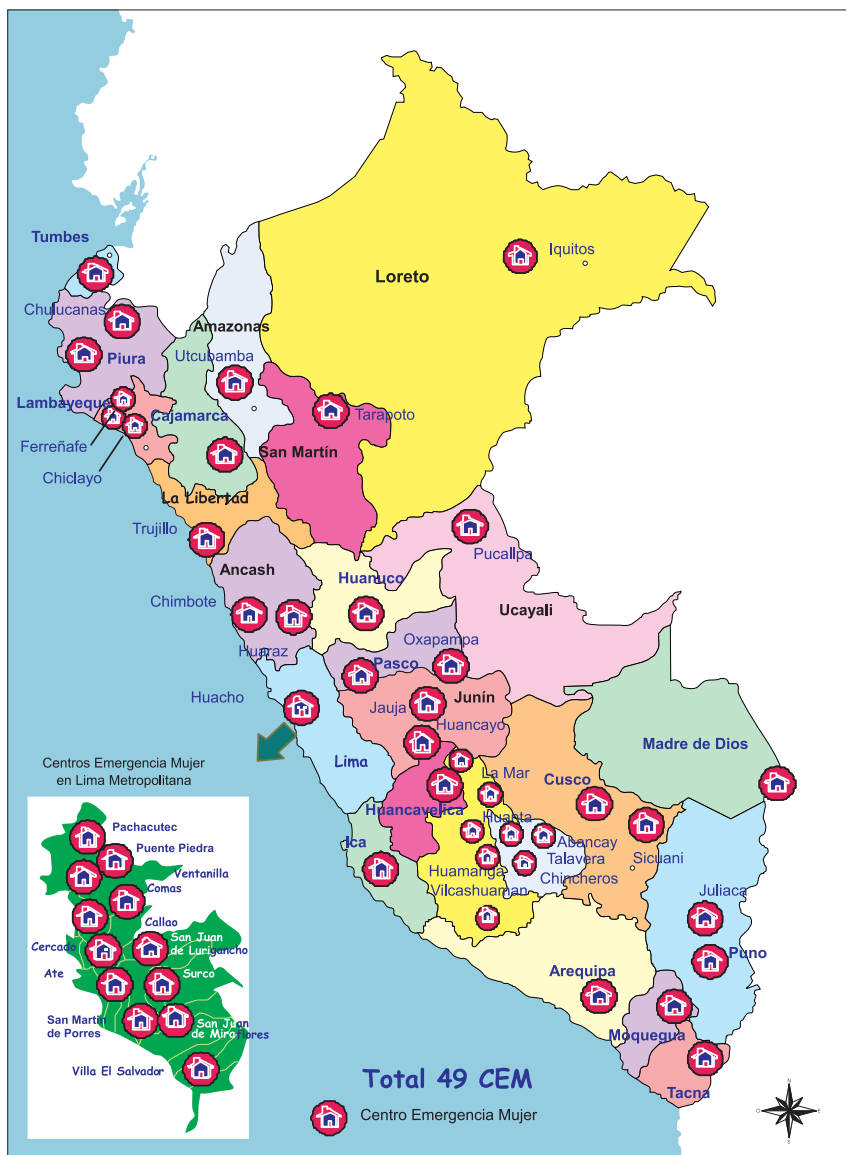 Tumbes
Iquitos
Loreto
Chulucanas
Amazonas
Utcubamba
Piura
Lambayeque
Cajamarca
Tarapoto
Ferreñafe
San Martín
Chiclayo
La Libertad
Trujillo
Pucallpa
Ancash
Huanuco
Chimbote
Ucayali
Oxapampa
Huaraz
Pasco
Huacho
Jauja
Junín
Huancayo
Madre de Dios
Lima
La Mar
Cusco
Huancavelica
Huanta
Ica
Abancay
Talavera
Sicuani
Huamanga
Chincheros
Vilcashuaman
Juliaca
Puno
Arequipa
Moquegua
Tacna
Centros Emergencia Mujer
en Lima Metropolitana
Pachacutec
Puente Piedra
Ventanilla
Comas
Callao
Cercado
San Juan
de Lurigancho
Ate
Surco
San Martin
de Porres
San Juan
de Miraflores
Villa El Salvador
Total 49 CEM
Centro Emergencia Mujer
N
O
E
S